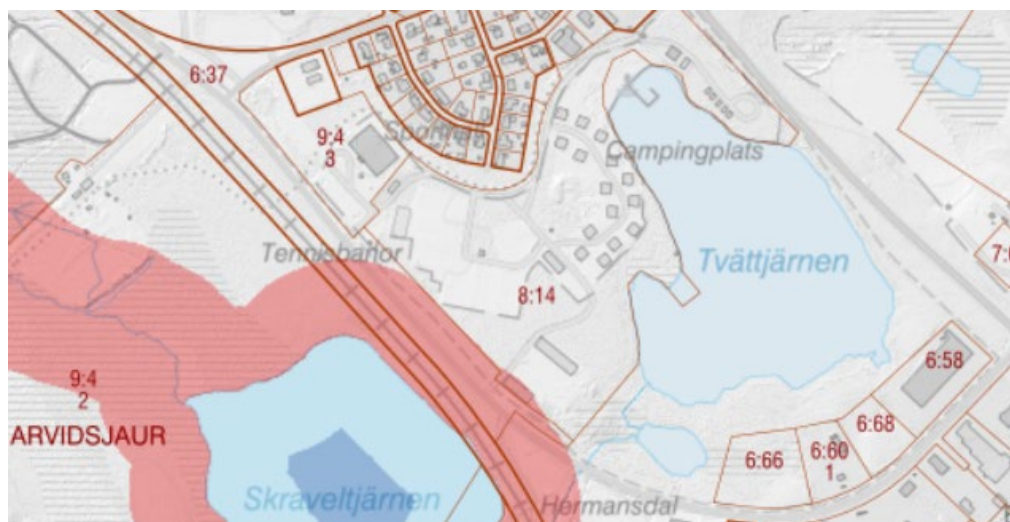 6:37
9:4
3
Campingplats
Tennisbanor
Tvättjärnen
7:
8:14
6:58
9:4
2
6:68
ARVIDSJAUR
6:66
6:60
1
Skraveltjärnen
Hermansdal